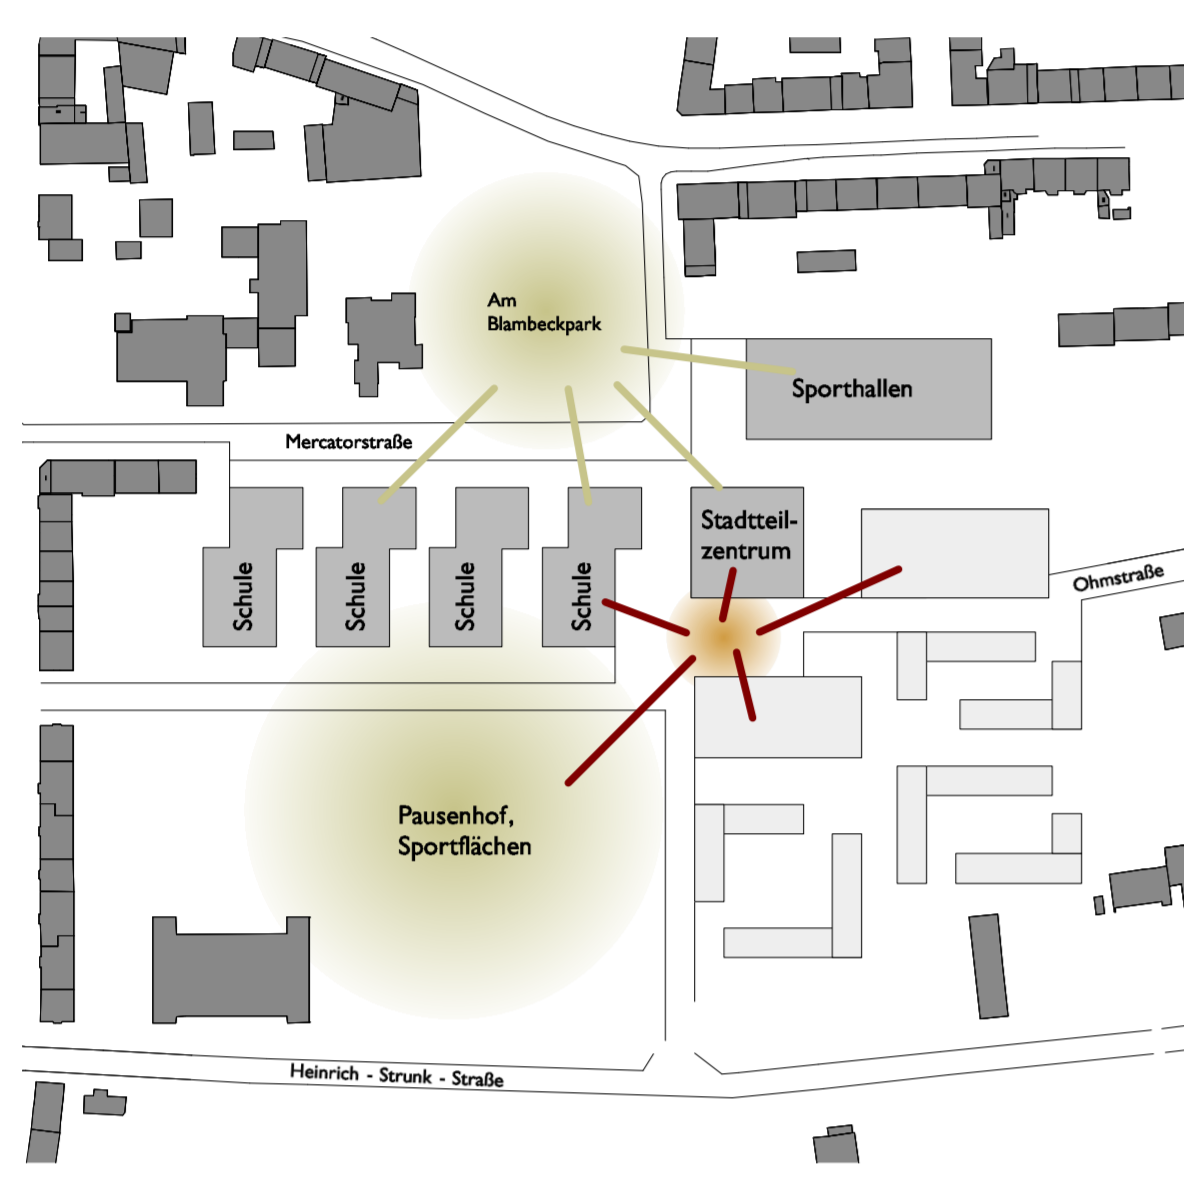 Am
Blambeckpark
Sporthallen
Mercatorstraße
Stadtteil-
zentrum
Ohmstraße
Schule
Schule
Schule
Schule
Pausenhof,
Sportflächen
Heinrich - Strunk - Straße